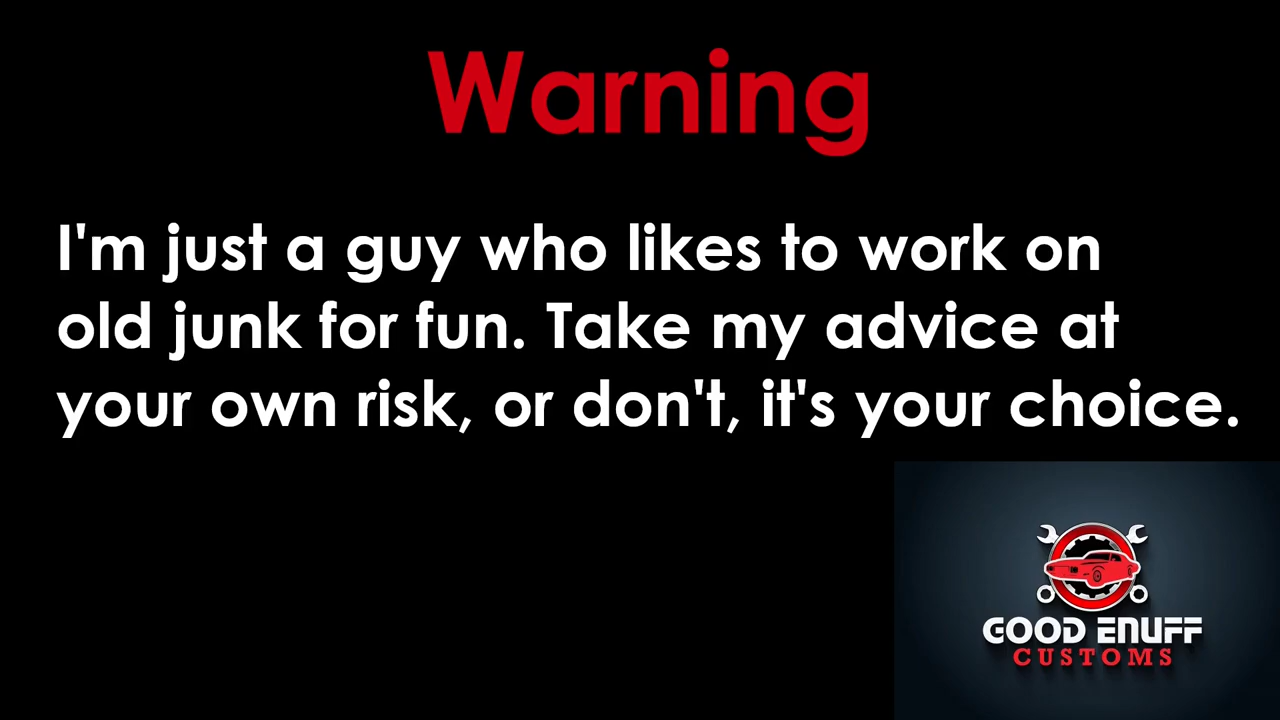 Warning
I'm just a guy who likes to work on
old junk for fun. Take my advice at
your own risk, or don't, it's your choice.
GOOD ENUFF
CUSTOMS